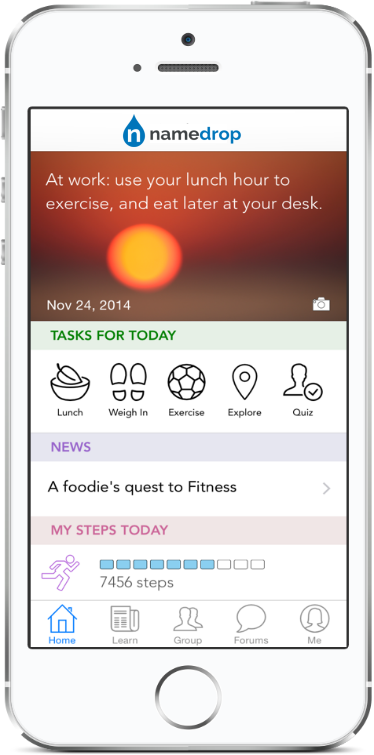 namedrop
At work: use your lunch hour to
exercise, and eat later at your desk.
Nov 24, 2014
TASKS FOR TODAY
Lunch Weigh In Exercise Explore Quiz
NEWS
A foodie's quest to Fitness
MY STEPS TODAY
7456 steps
Home Learn Group Forums Me